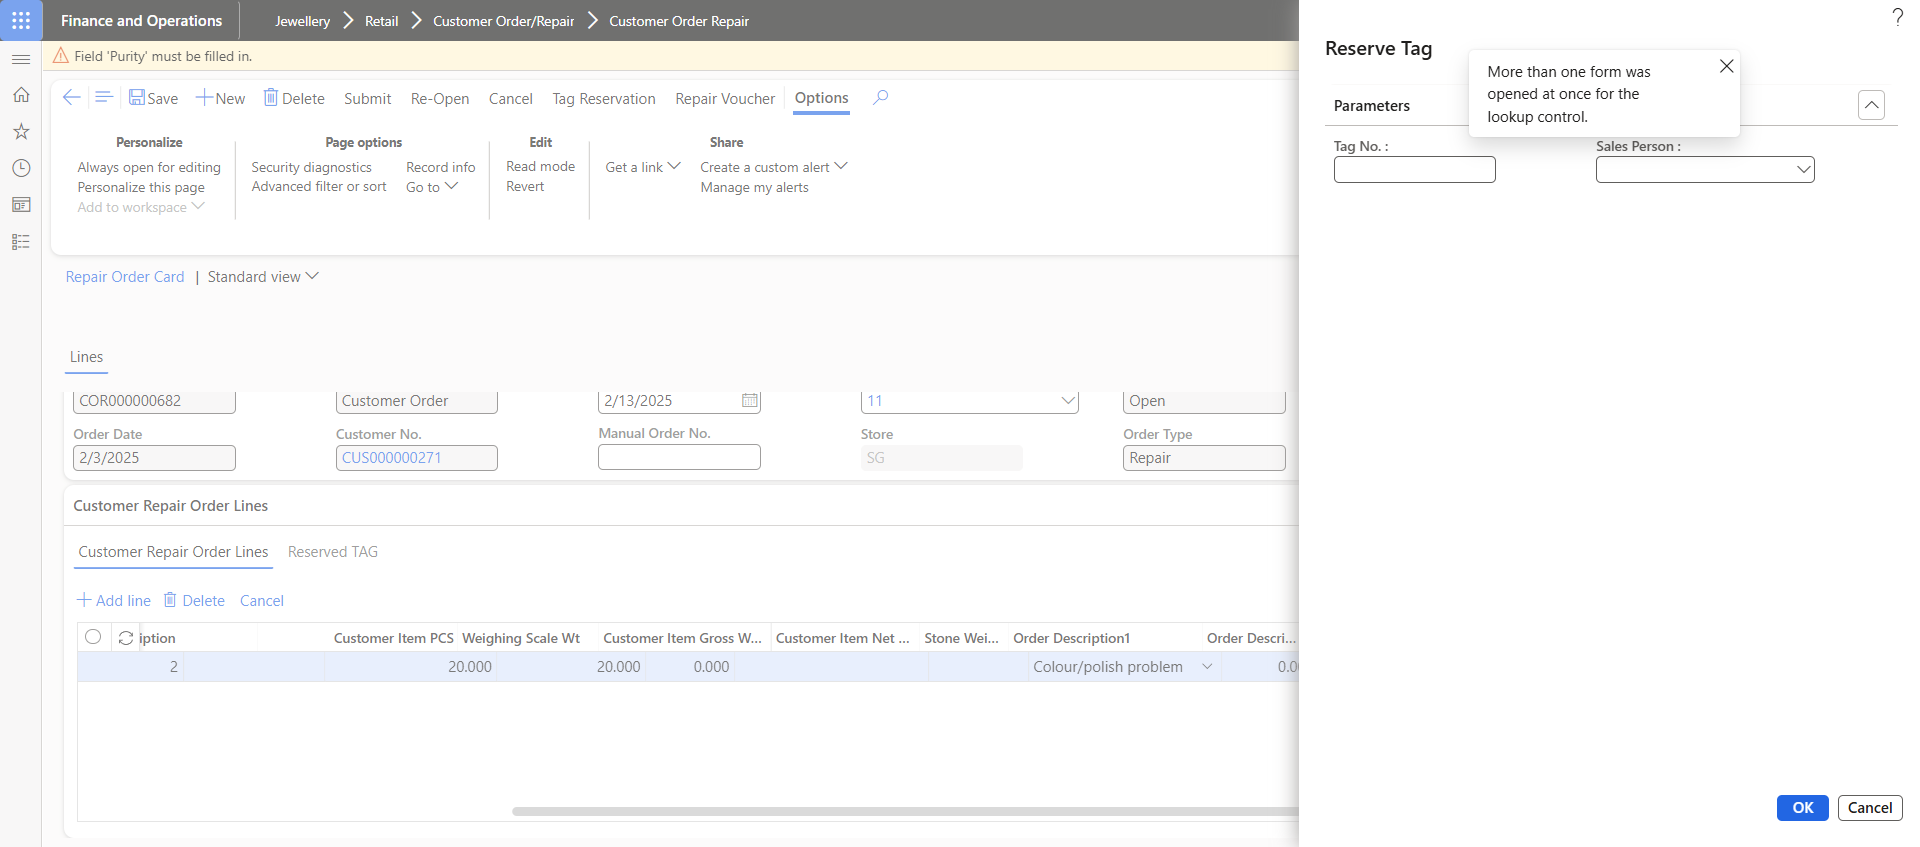 Finance and Operations
Jewellery > Retail > Customer Order/Repair > Customer Order Repair
?
Field 'Purity' must be filled in.
Save New Delete Submit Re-Open Cancel Tag Reservation Repair Voucher Options
Personalize
Always open for editing
Personalize this page
Add to workspace
Page options
Security diagnostics Record info
Advanced filter or sort Go to
Edit
Read mode
Revert
Share
Get a link Create a custom alert
Manage my alerts
Repair Order Card | Standard view
Lines
COR000000682 Customer Order 2/13/2025 11 Open
Order Date Customer No. Manual Order No. Store Order Type
2/3/2025 CUS000000271 SG Repair
Customer Repair Order Lines
Customer Repair Order Lines Reserved TAG
Add line Delete Cancel
iption Customer Item PCS Weighing Scale Wt Customer Item Gross W... Customer Item Net ... Stone Wei... Order Description1 Order Descri...
2 20.000 20.000 0.000 Colour/polish problem 0.0
Reserve Tag
More than one form was
opened at once for the
lookup control.
Parameters
Tag No. : Sales Person :
OK Cancel